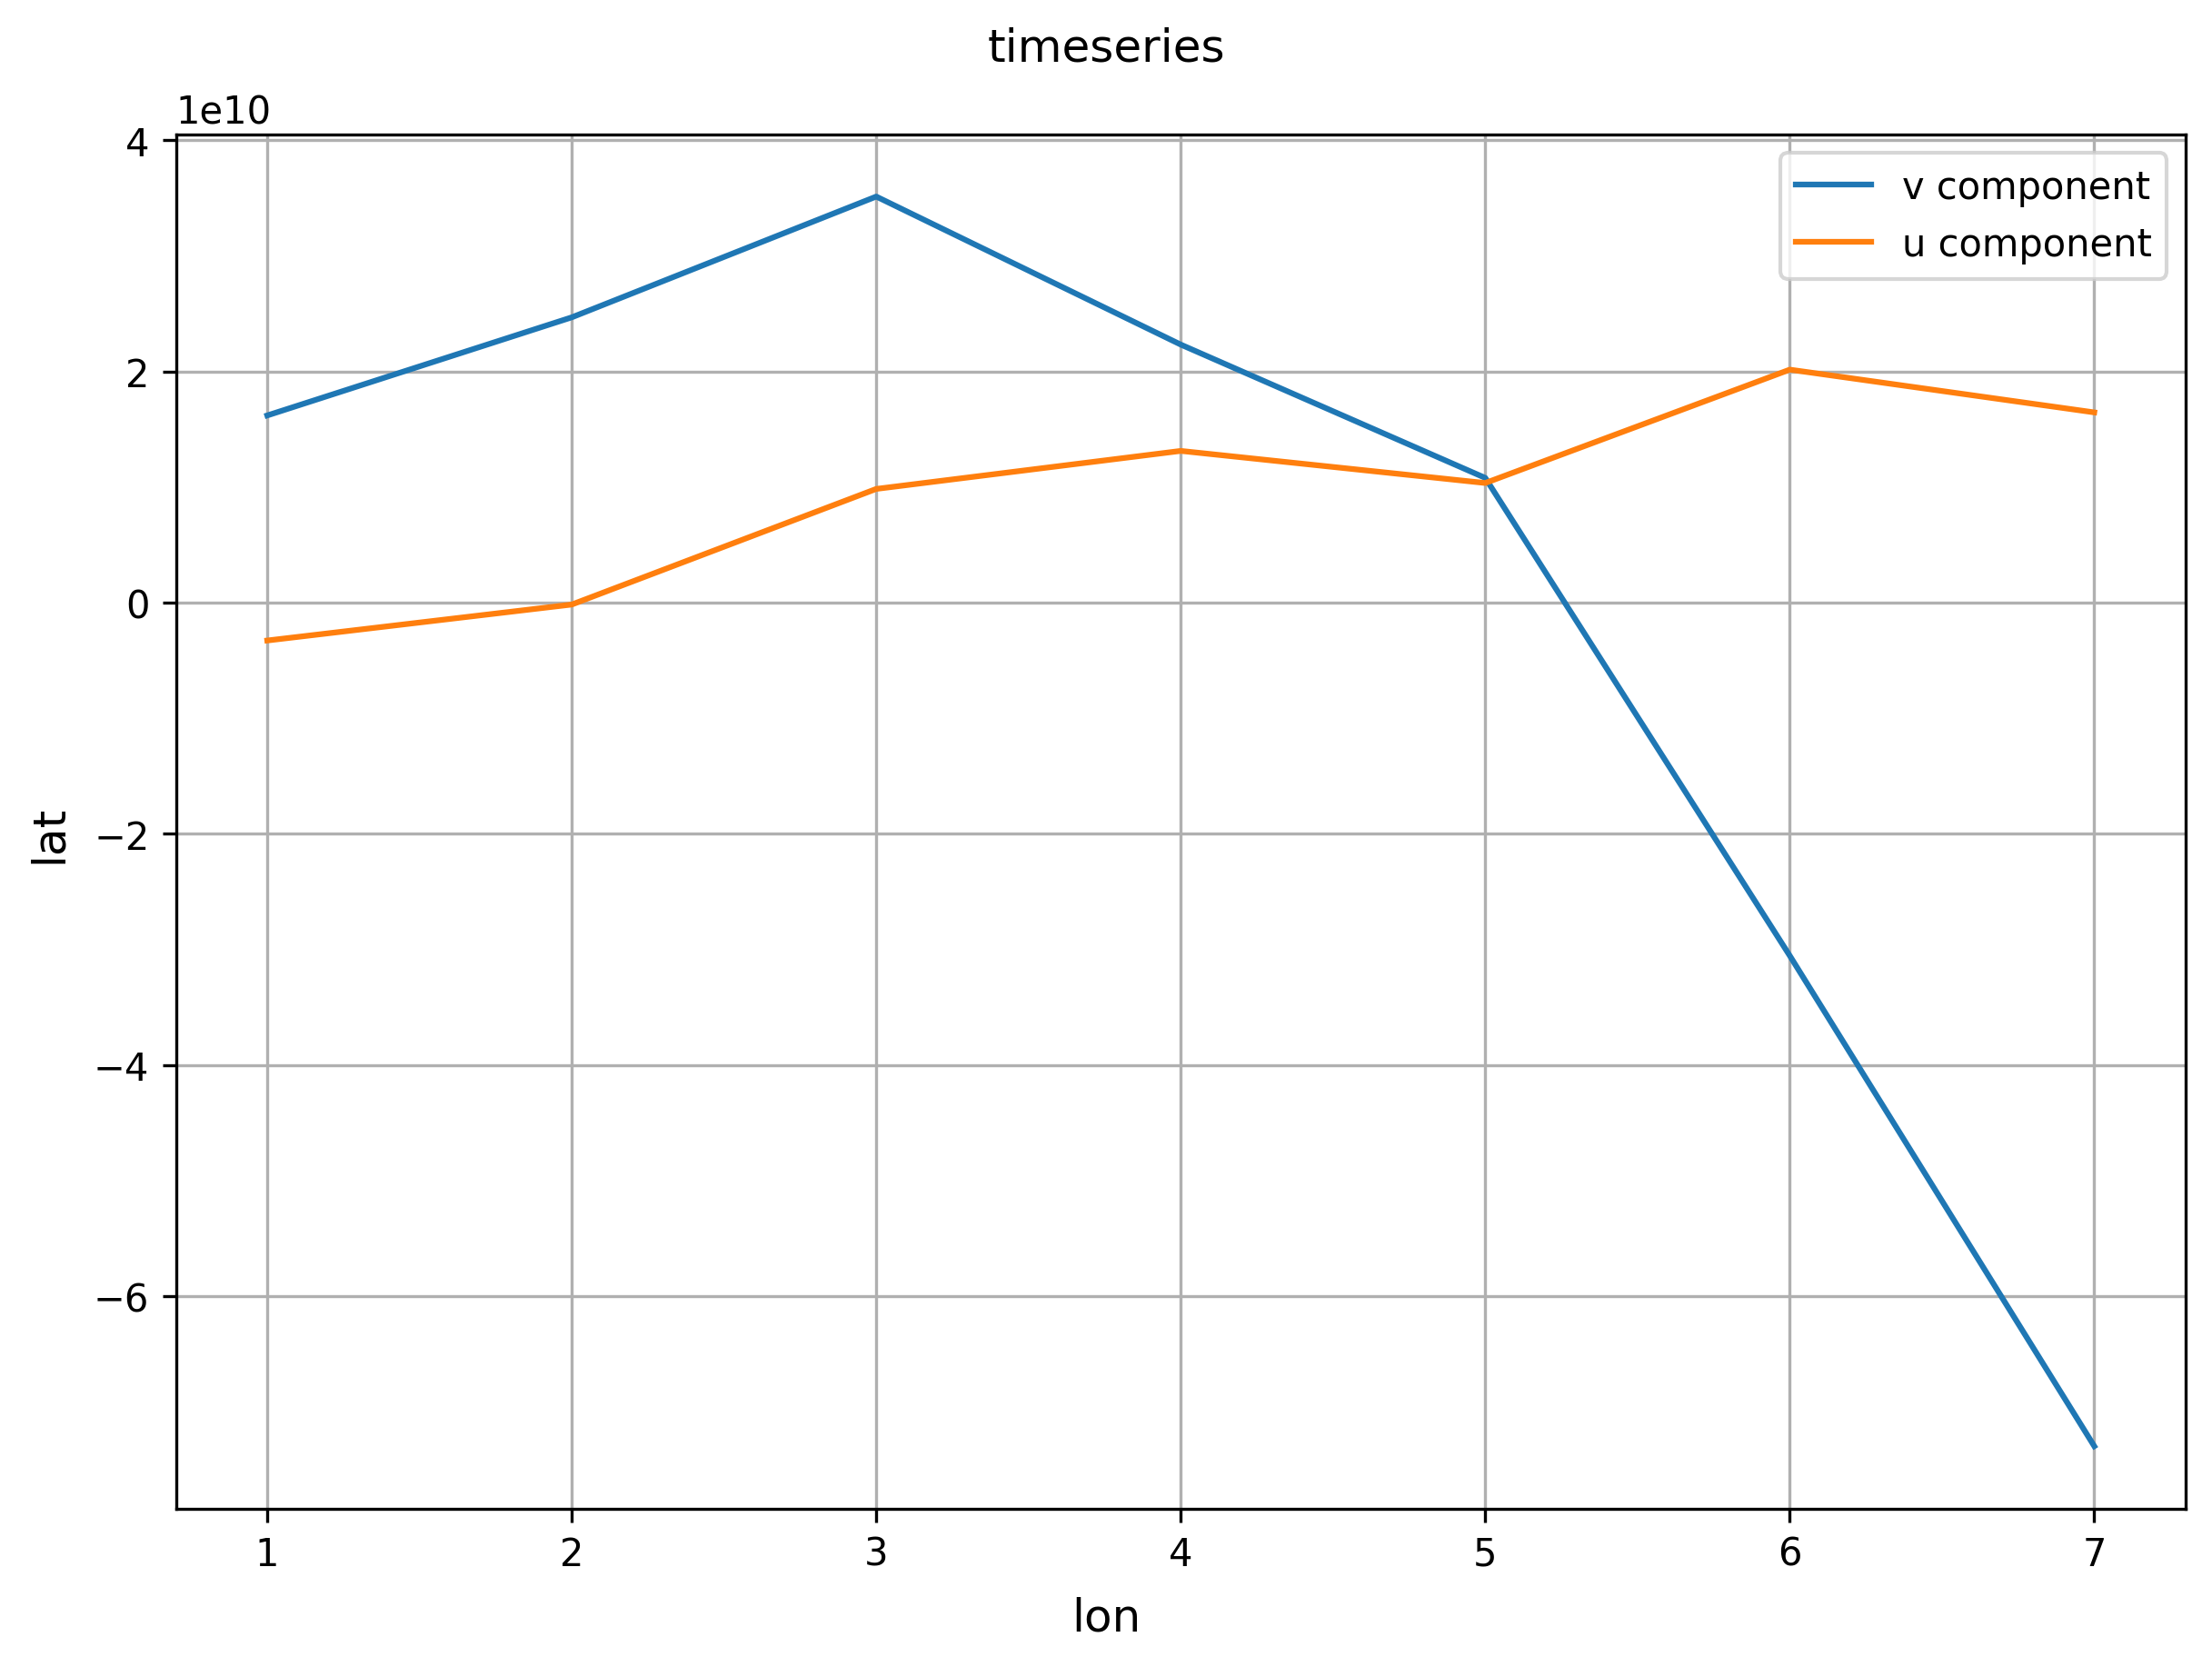 timeseries
1e10
4
2
0
−2
−4
−6
lat
v component
u component
1 2 3 4 5 6 7
lon